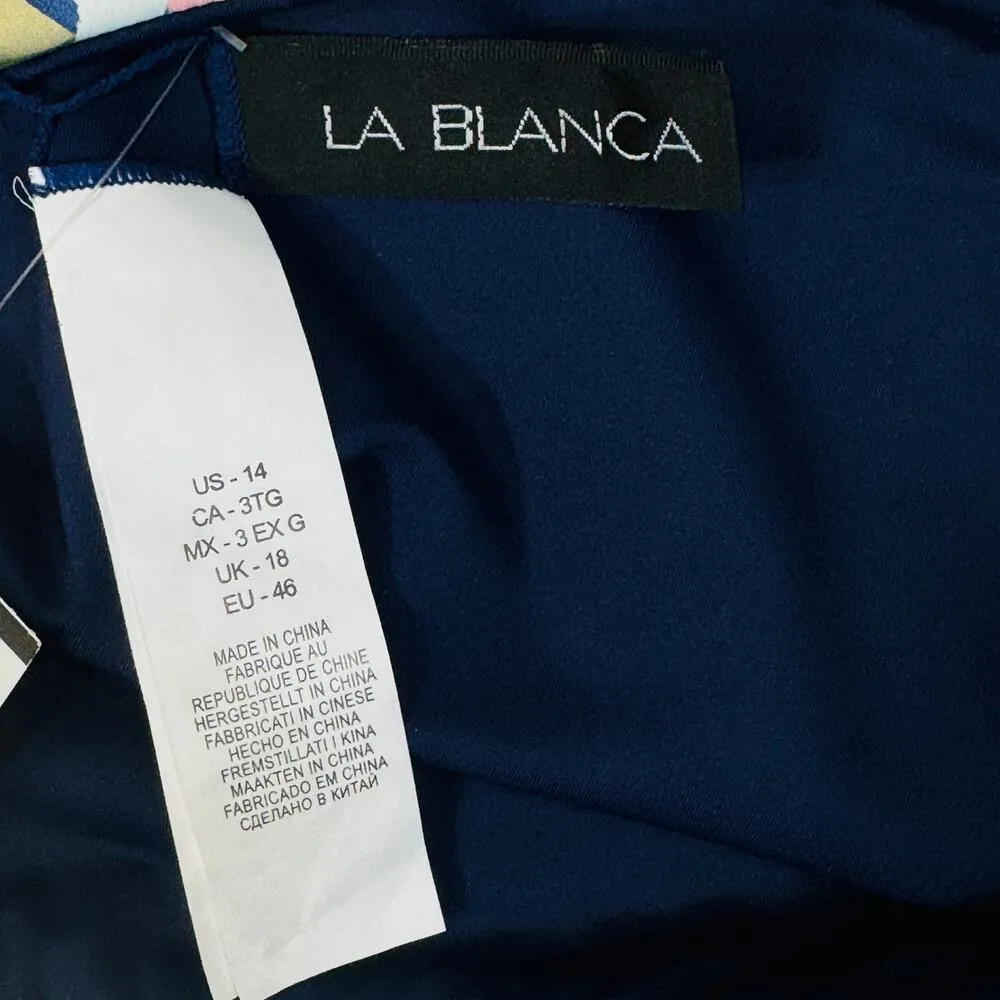 LA BLANCA
US - 14
CA - 3TG
MX - 3 EX G
UK - 18
EU - 46
MADE IN CHINA
FABRIQUE AU
REPUBLIQUE DE CHINE
HERGESTELLT IN CHINA
FABBRICATI IN CINESE
HECHO EN CHINA
FREMSTILLATI I KINA
MAAKTEN IN CHINA
FABRICADO EM CHINA
СДЕЛАНО В КИТАЙ